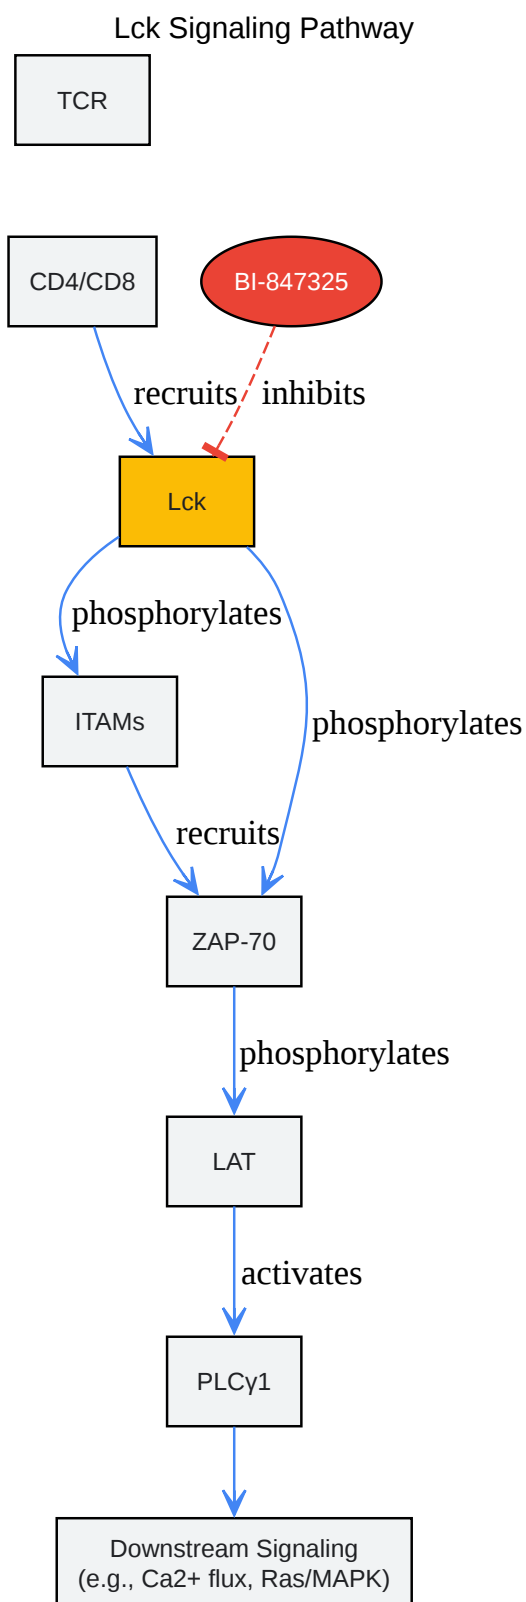 Lck Signaling Pathway
TCR
CD4/CD8
BI-847325
recruits
inhibits
Lck
phosphorylates
ITAMs
phosphorylates
recruits
ZAP-70
phosphorylates
LAT
activates
PLCγ1
Downstream Signaling
(e.g., Ca2+ flux, Ras/MAPK)